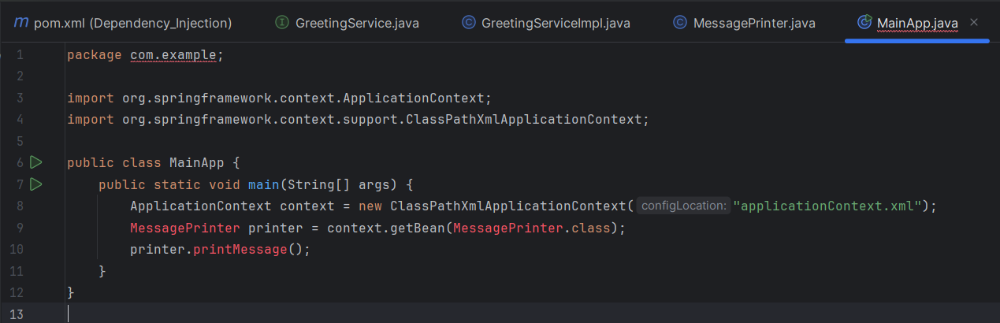 m pom.xml (Dependency_Injection) I GreetingService.java C GreetingServiceImpl.java C MessagePrinter.java C MainApp.java ×
1 package com.example;
2
3 import org.springframework.context.ApplicationContext;
4 import org.springframework.context.support.ClassPathXmlApplicationContext;
5
6 public class MainApp {
7 public static void main(String[] args) {
8 ApplicationContext context = new ClassPathXmlApplicationContext( configLocation: "applicationContext.xml");
9 MessagePrinter printer = context.getBean(MessagePrinter.class);
10 printer.printMessage();
11 }
12 }
13